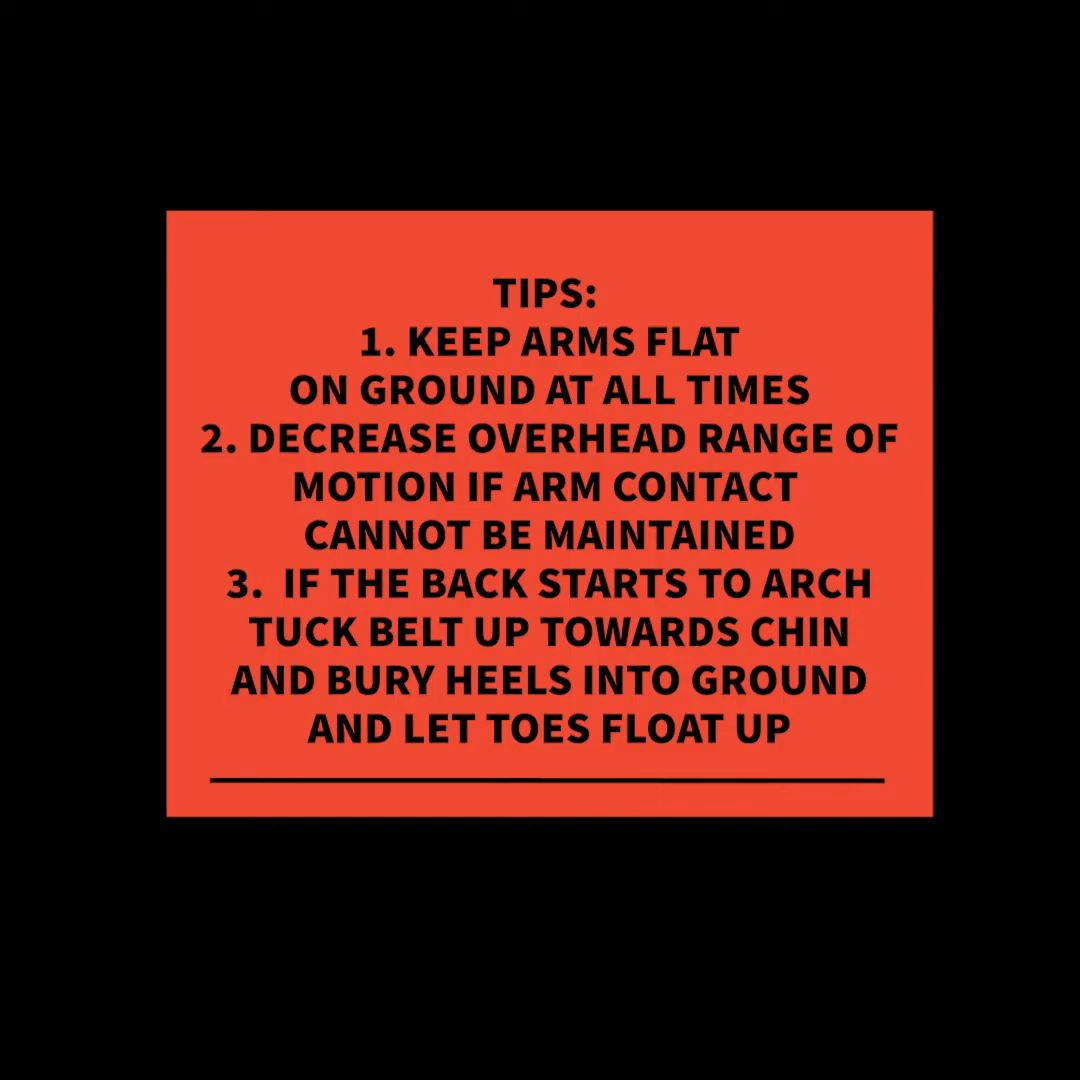 TIPS:
1. KEEP ARMS FLAT
ON GROUND AT ALL TIMES
2. DECREASE OVERHEAD RANGE OF
MOTION IF ARM CONTACT
CANNOT BE MAINTAINED
3. IF THE BACK STARTS TO ARCH
TUCK BELT UP TOWARDS CHIN
AND BURY HEELS INTO GROUND
AND LET TOES FLOAT UP